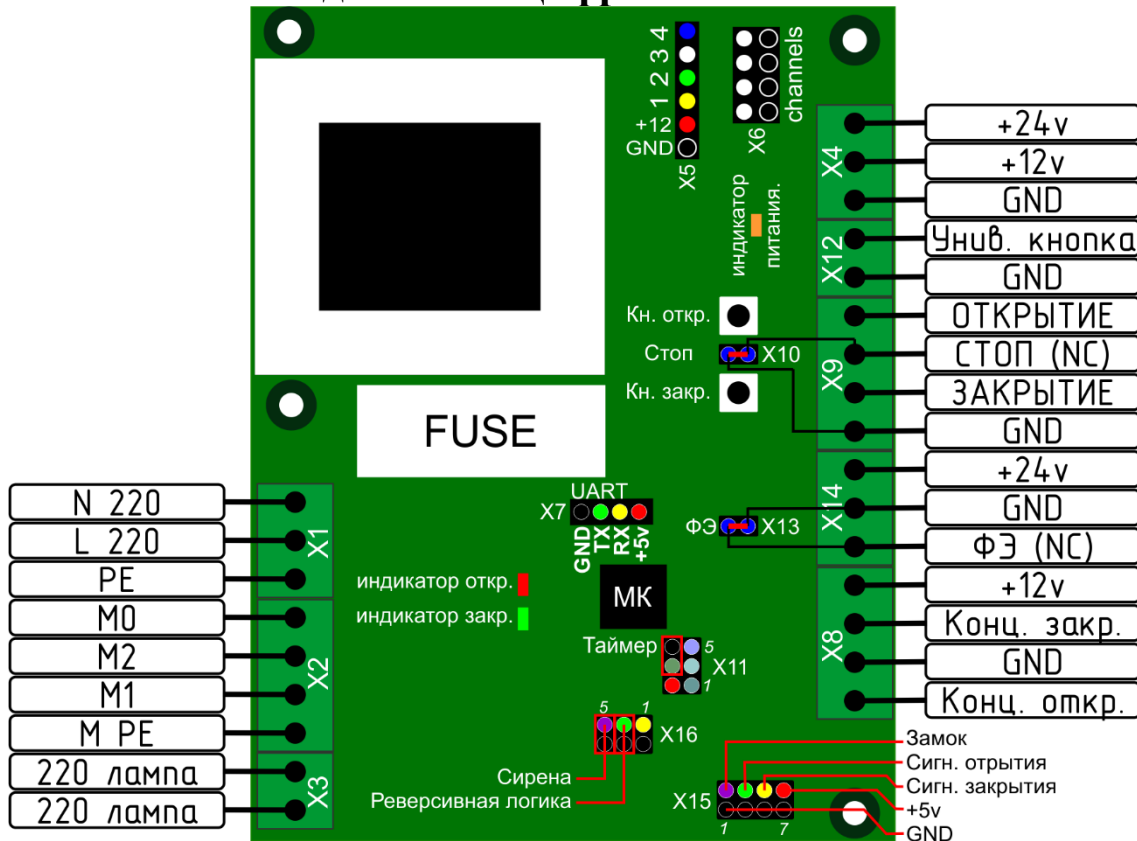 4
3
2
1
+12
GND
X5
channels
X6
индикатор
питания.
X4
+24v
+12v
GND
X12
Унив. кнопка
GND
Кн. откр.
Стоп
X10
Кн. закр.
X9
ОТКРЫТИЕ
СТОП (NC)
ЗАКРЫТИЕ
GND
FUSE
X14
+24v
GND
ФЭ (NC)
UART
X7
GND
TX
RX
+5v
ФЭ
X13
X1
N 220
L 220
PE
индикатор откр.
индикатор закр.
МК
X8
+12v
Конц. закр.
GND
Конц. откр.
X2
M0
M2
M1
M PE
Таймер
5
X11
1
5
1
X16
Сирена
Реверсивная логика
X3
220 лампа
220 лампа
X15
1
7
Замок
Сигн. отрытия
Сигн. закрытия
+5v
GND